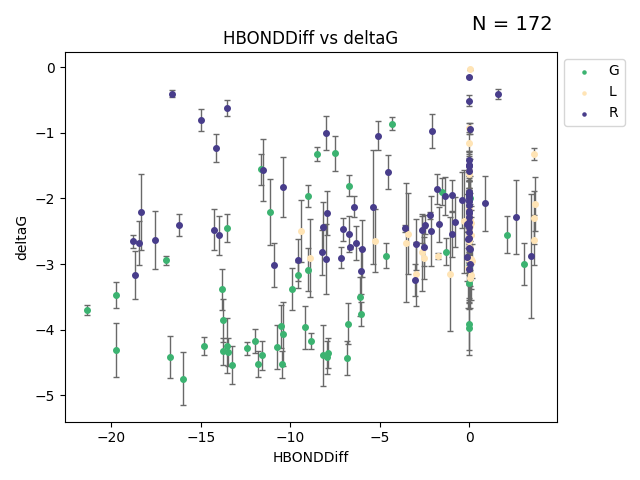 N = 172
HBONDDiff vs deltaG
deltaG
0
−1
−2
−3
−4
−5
−20
−15
−10
−5
0
HBONDDiff
G
L
R